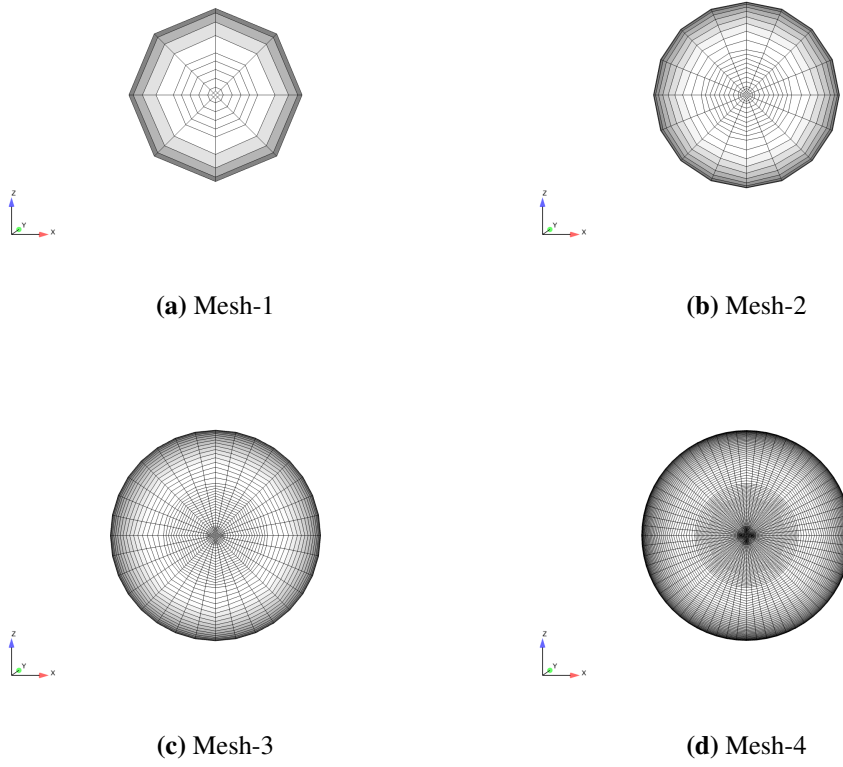 Z
Y
X
Z
Y
X
(a) Mesh-1
(b) Mesh-2
Z
Y
X
Z
Y
X
(c) Mesh-3
(d) Mesh-4